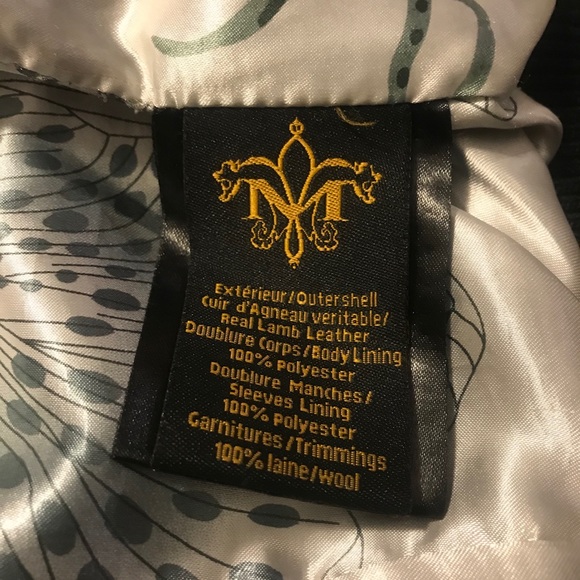 M
Extérieur/Outershell
Cuir d'Agneau veritable/
Real Lamb Leather
Doublure Corps/Body Lining
100% Polyester
Doublure Manches/
Sleeves Lining
100% Polyester
Garnitures/Trimmings
100% laine/wool